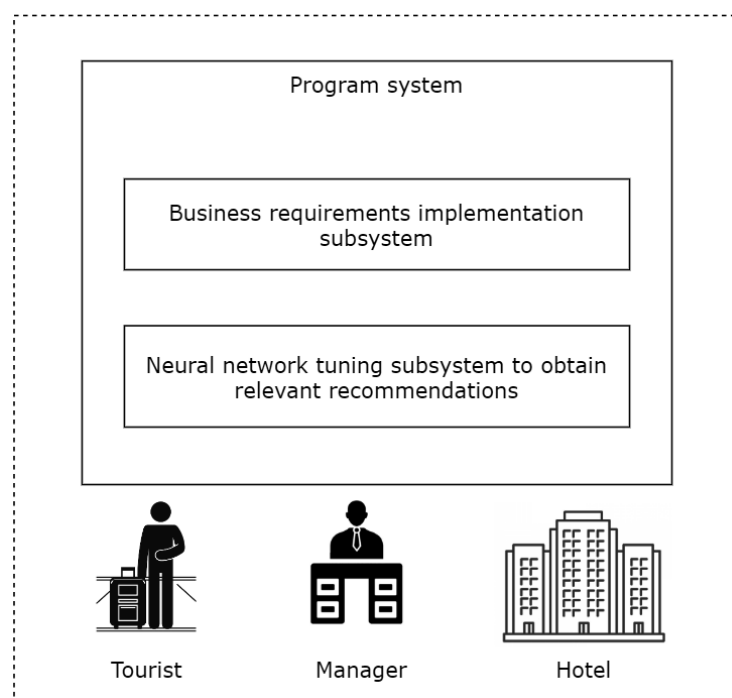 Program system
Business requirements implementation
subsystem
Neural network tuning subsystem to obtain
relevant recommendations
Tourist
Manager
Hotel